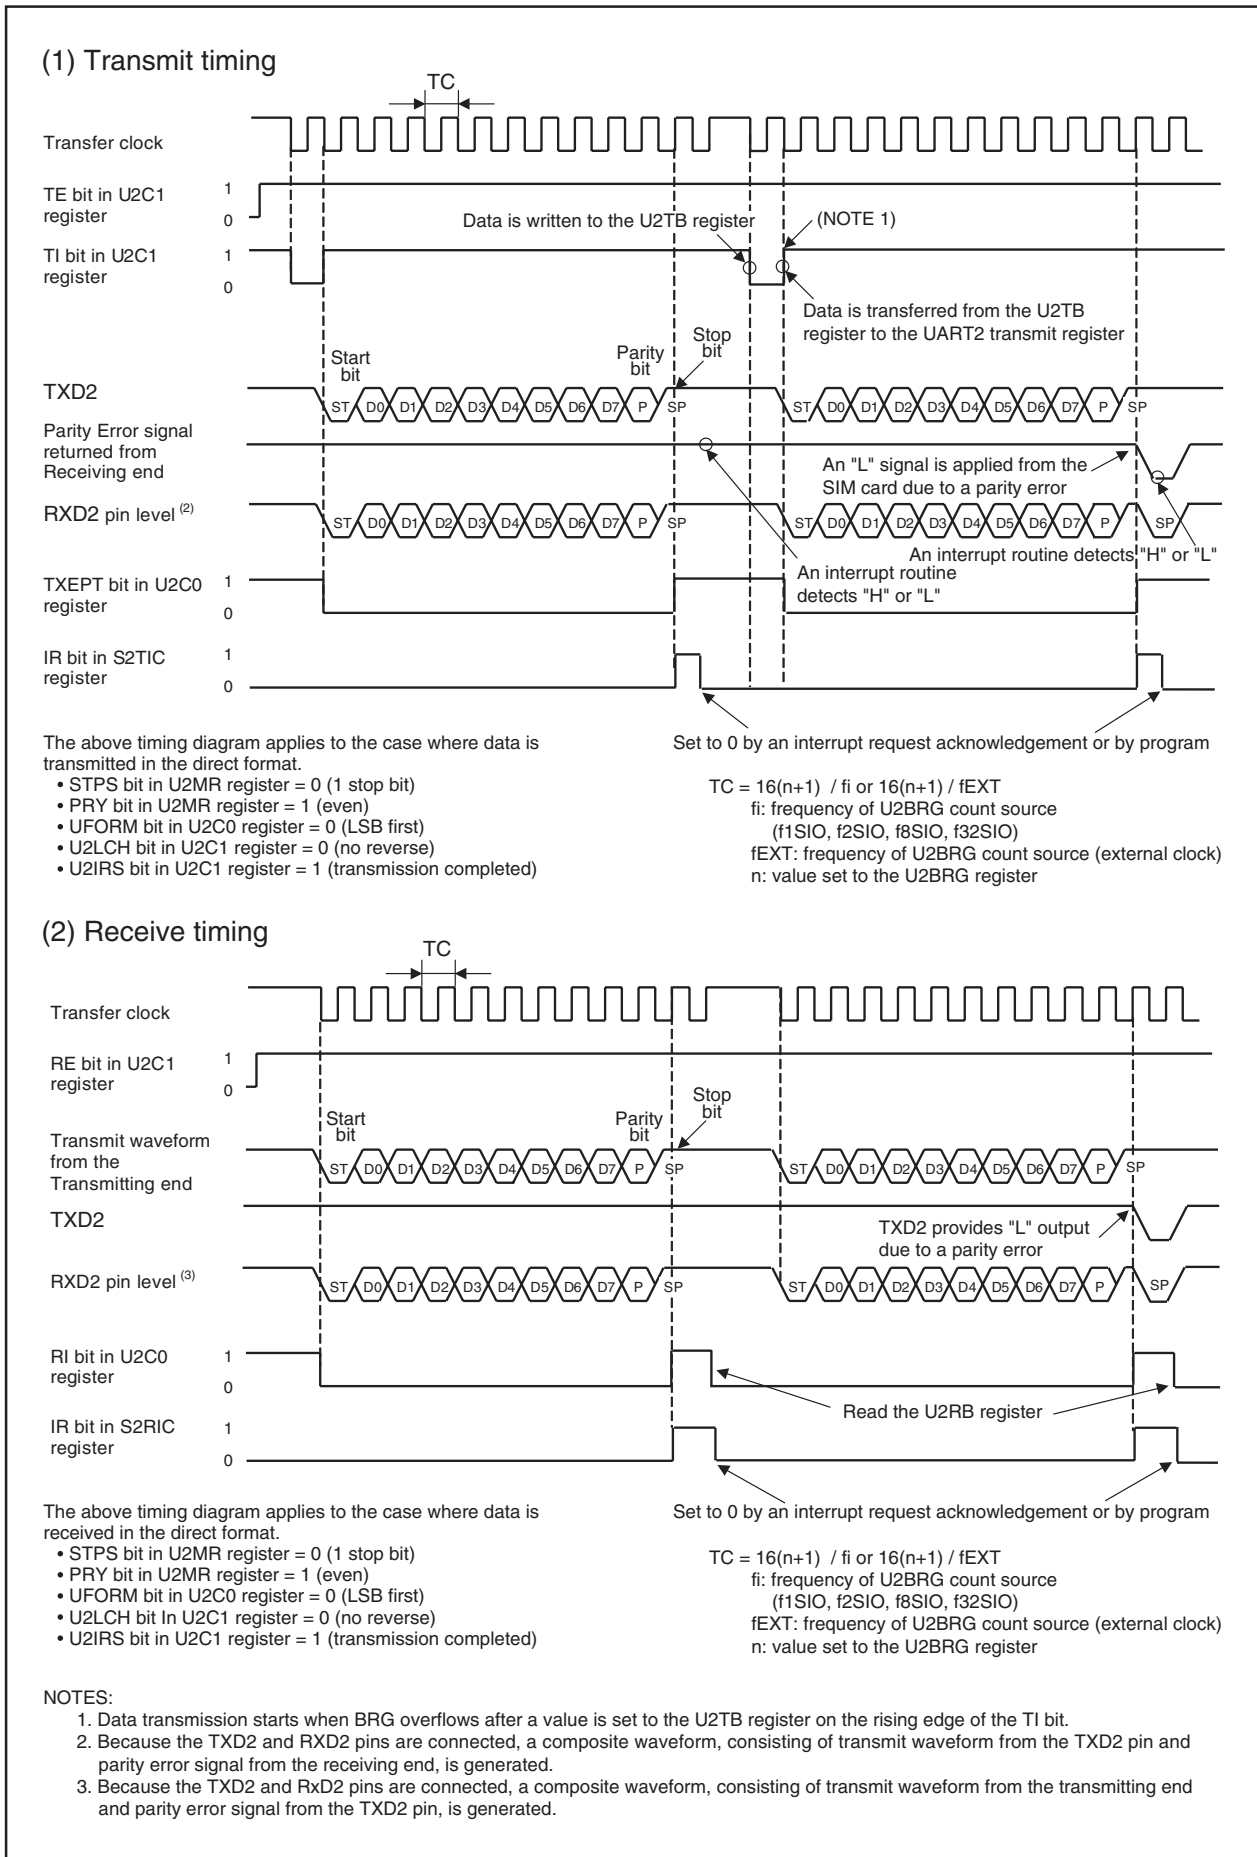 (1) Transmit timing
TC
Transfer clock
TE bit in U2C1
register
1
0
Data is written to the U2TB register
(NOTE 1)
TI bit in U2C1
register
1
0
Data is transferred from the U2TB
register to the UART2 transmit register
Start
bit
Parity
bit
Stop
bit
TXD2
ST D0 D1 D2 D3 D4 D5 D6 D7 P SP
ST D0 D1 D2 D3 D4 D5 D6 D7 P SP
Parity Error signal
returned from
Receiving end
An "L" signal is applied from the
SIM card due to a parity error
RXD2 pin level (2)
ST D0 D1 D2 D3 D4 D5 D6 D7 P SP
ST D0 D1 D2 D3 D4 D5 D6 D7 P SP
An interrupt routine detects "H" or "L"
An interrupt routine
detects "H" or "L"
TXEPT bit in U2C0
register
1
0
IR bit in S2TIC
register
1
0
The above timing diagram applies to the case where data is
transmitted in the direct format.
• STPS bit in U2MR register = 0 (1 stop bit)
• PRY bit in U2MR register = 1 (even)
• UFORM bit in U2C0 register = 0 (LSB first)
• U2LCH bit in U2C1 register = 0 (no reverse)
• U2IRS bit in U2C1 register = 1 (transmission completed)
Set to 0 by an interrupt request acknowledgement or by program
TC = 16(n+1) / fi or 16(n+1) / fEXT
fi: frequency of U2BRG count source
(f1SIO, f2SIO, f8SIO, f32SIO)
fEXT: frequency of U2BRG count source (external clock)
n: value set to the U2BRG register
(2) Receive timing
TC
Transfer clock
RE bit in U2C1
register
1
0
Start
bit
Parity
bit
Stop
bit
Transmit waveform
from the
Transmitting end
ST D0 D1 D2 D3 D4 D5 D6 D7 P SP
ST D0 D1 D2 D3 D4 D5 D6 D7 P SP
TXD2
TXD2 provides "L" output
due to a parity error
RXD2 pin level (3)
ST D0 D1 D2 D3 D4 D5 D6 D7 P SP
ST D0 D1 D2 D3 D4 D5 D6 D7 P SP
RI bit in U2C0
register
1
0
Read the U2RB register
IR bit in S2RIC
register
1
0
The above timing diagram applies to the case where data is
received in the direct format.
• STPS bit in U2MR register = 0 (1 stop bit)
• PRY bit in U2MR register = 1 (even)
• UFORM bit in U2C0 register = 0 (LSB first)
• U2LCH bit In U2C1 register = 0 (no reverse)
• U2IRS bit in U2C1 register = 1 (transmission completed)
Set to 0 by an interrupt request acknowledgement or by program
TC = 16(n+1) / fi or 16(n+1) / fEXT
fi: frequency of U2BRG count source
(f1SIO, f2SIO, f8SIO, f32SIO)
fEXT: frequency of U2BRG count source (external clock)
n: value set to the U2BRG register
NOTES:
1. Data transmission starts when BRG overflows after a value is set to the U2TB register on the rising edge of the TI bit.
2. Because the TXD2 and RXD2 pins are connected, a composite waveform, consisting of transmit waveform from the TXD2 pin and
parity error signal from the receiving end, is generated.
3. Because the TXD2 and RxD2 pins are connected, a composite waveform, consisting of transmit waveform from the transmitting end
and parity error signal from the TXD2 pin, is generated.